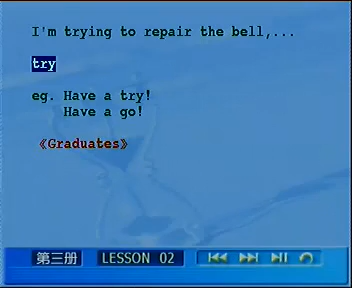 I'm trying to repair the bell,...
try
eg. Have a try!
Have a go!
《Graduates》
第三册 LESSON 02